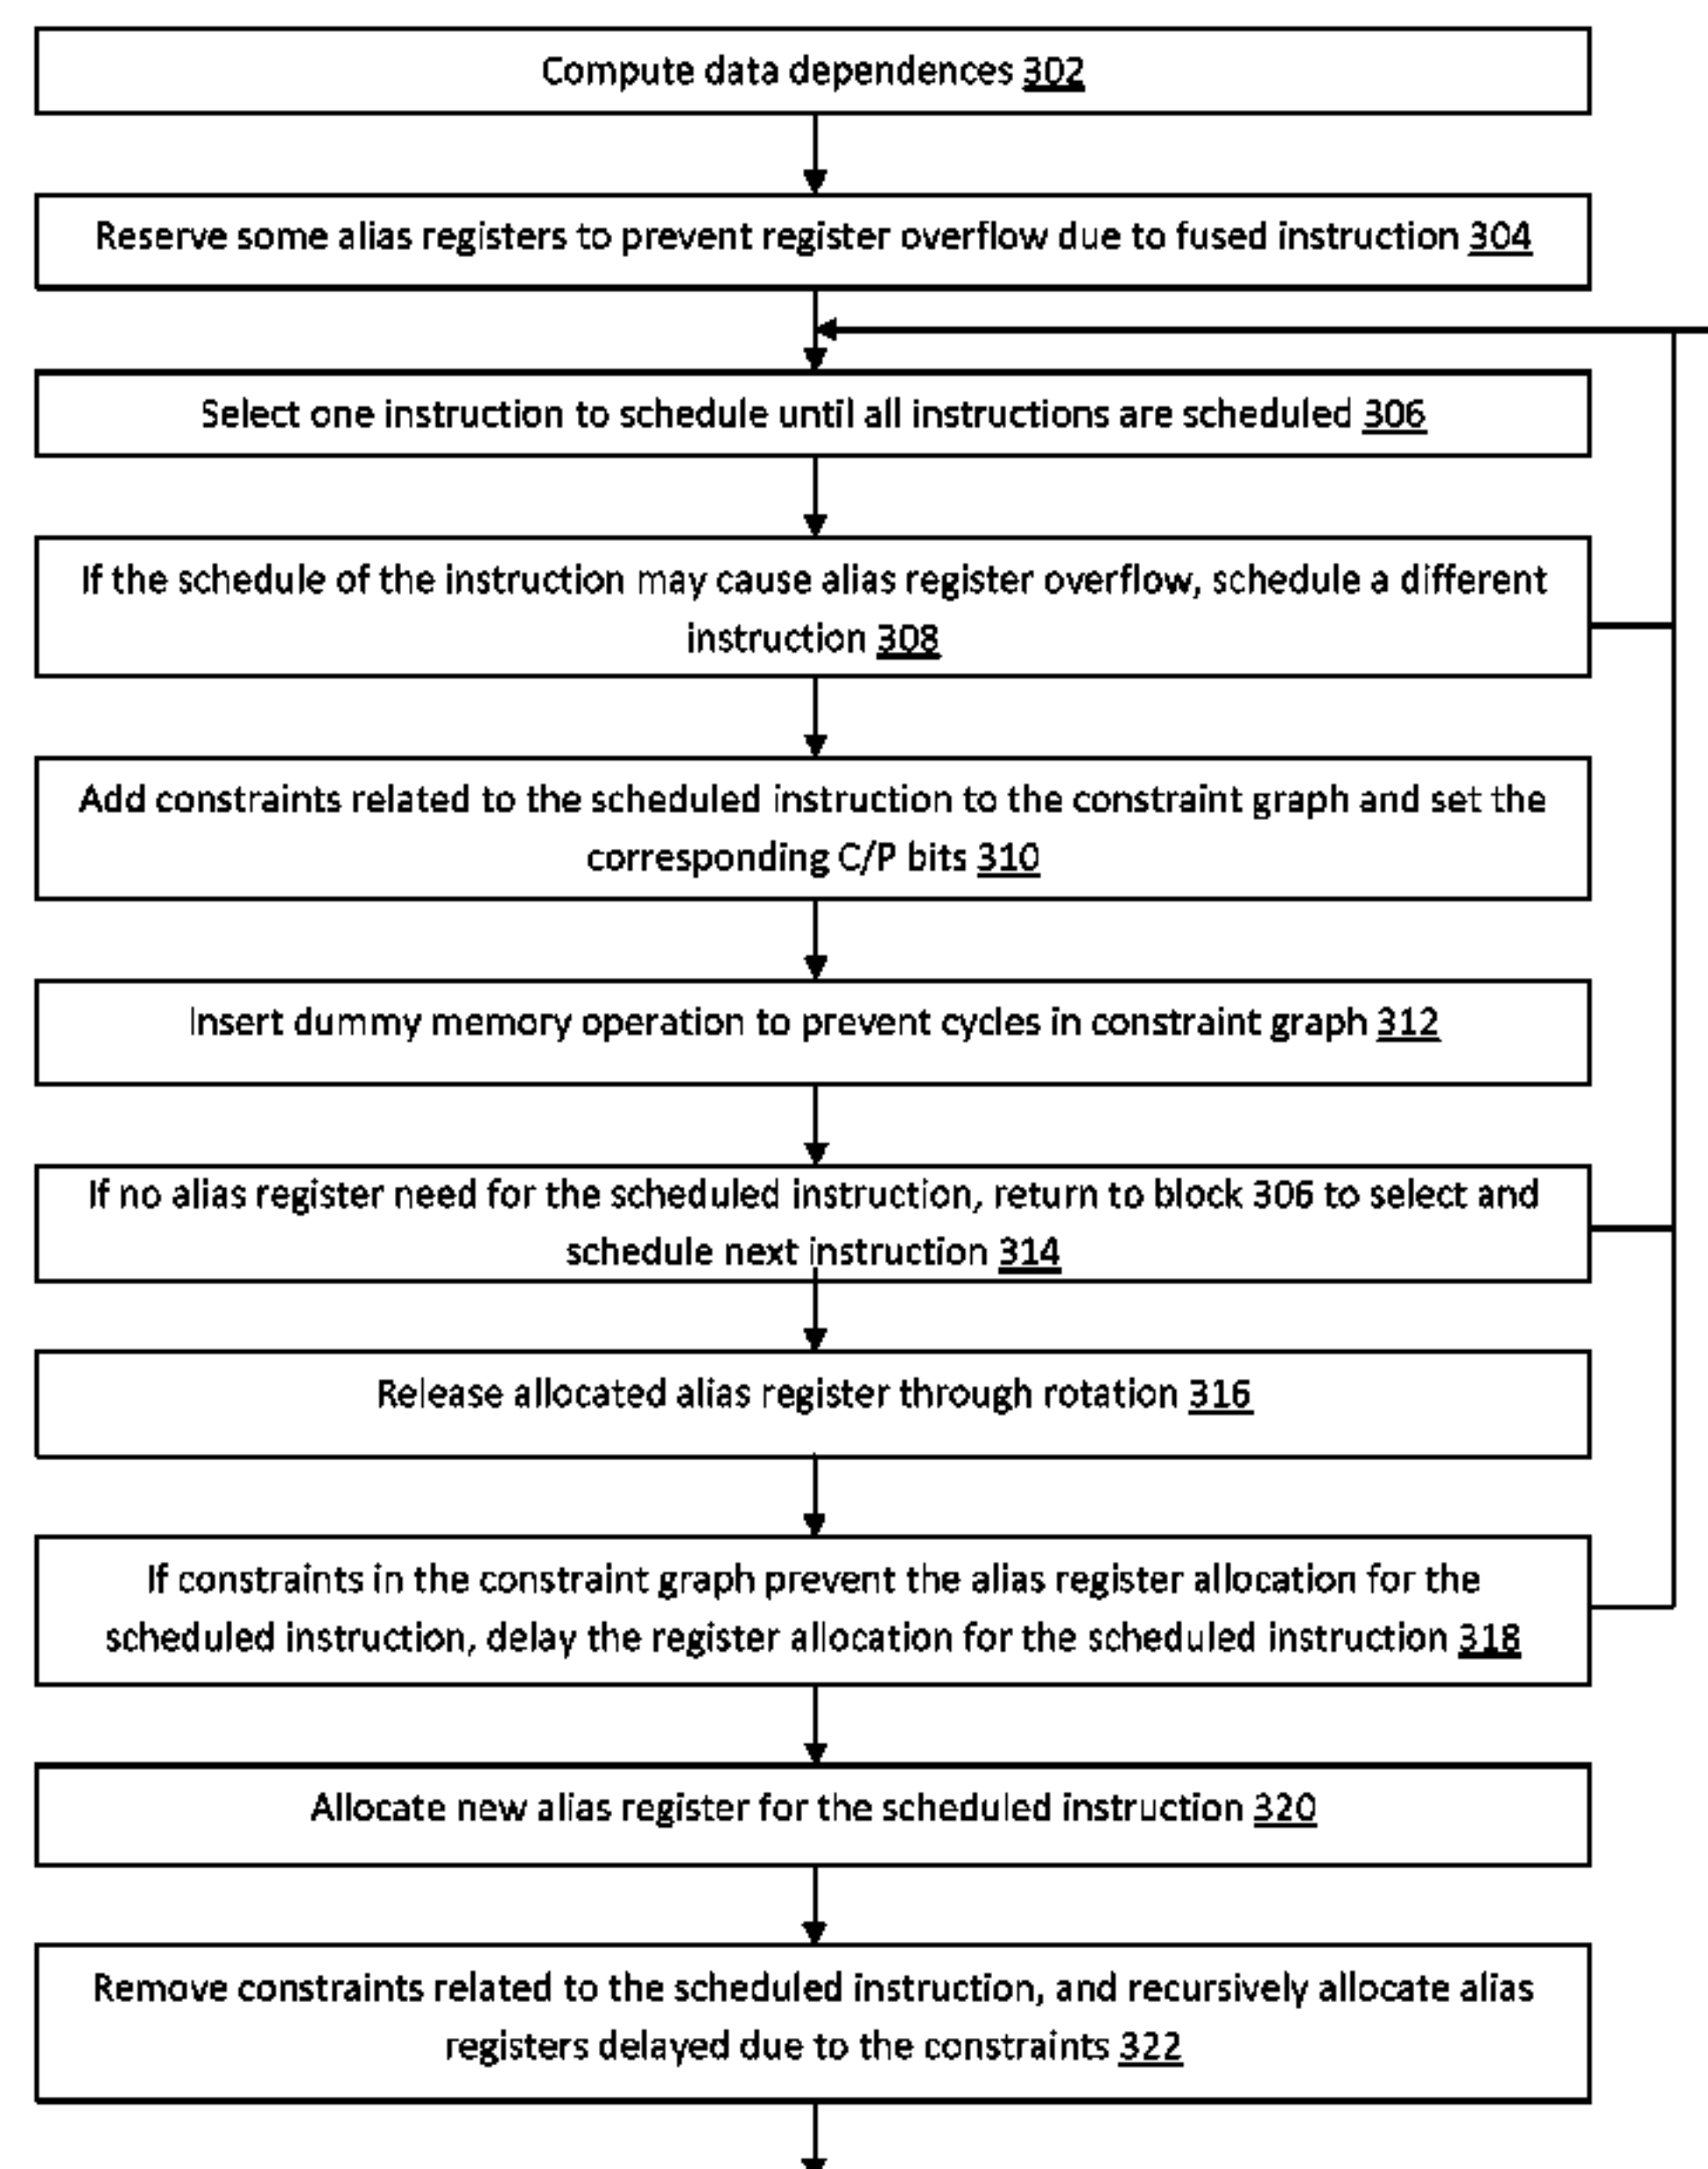 Compute data dependences 302
Reserve some alias registers to prevent register overflow due to fused instruction 304
Select one instruction to schedule until all instructions are scheduled 306
If the schedule of the instruction may cause alias register overflow, schedule a different
instruction 308
Add constraints related to the scheduled instruction to the constraint graph and set the
corresponding C/P bits 310
Insert dummy memory operation to prevent cycles in constraint graph 312
If no alias register need for the scheduled instruction, return to block 306 to select and
schedule next instruction 314
Release allocated alias register through rotation 316
If constraints in the constraint graph prevent the alias register allocation for the
scheduled instruction, delay the register allocation for the scheduled instruction 318
Allocate new alias register for the scheduled instruction 320
Remove constraints related to the scheduled instruction, and recursively allocate alias
registers delayed due to the constraints 322